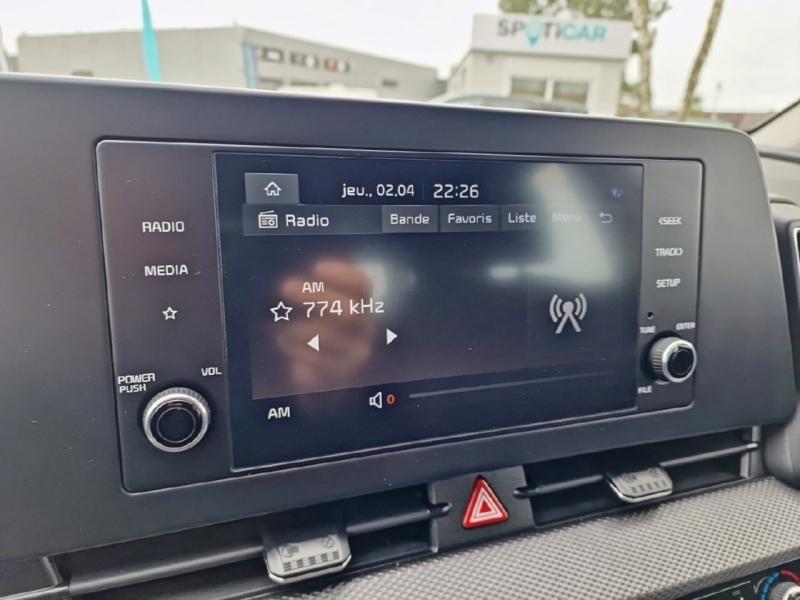 SPOTICAR
jeu., 02.04 22:26
Radio Bande Favoris Liste Menu
AM
774 kHz
AM 0
RADIO
MEDIA
POWER
PUSH
VOL
<SEEK
TRACK>
SETUP
TUNE
ENTER
FILE